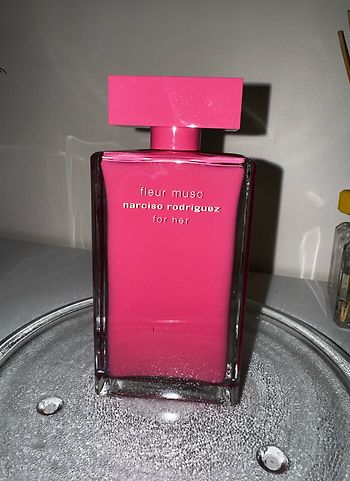 fleur musc
narciso rodriguez
for her